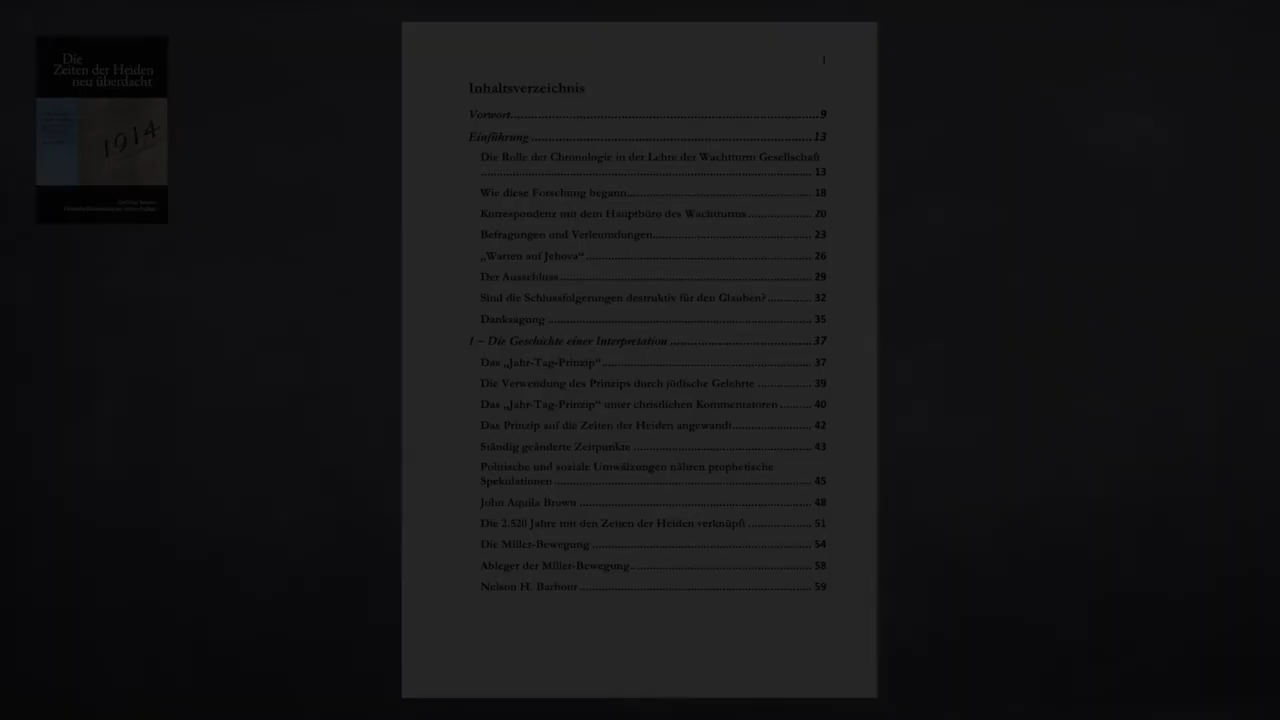 Die
Zeiten der Heiden
neu überdacht
1914
1
Inhaltsverzeichnis
Vorwort 9
Einführung 13
Die Rolle der Chronologie in der Lehre der Wachtturm Gesellschaft
13
Wie diese Forschung begann 18
Korrespondenz mit dem Hauptbüro des Wachtturms 20
Befragungen und Verleumdungen 23
„Warten auf Jehova“ 26
Der Ausschluss 29
Sind die Schlussfolgerungen destruktiv für den Glauben? 32
Danksagung 35
1 – Die Geschichte einer Interpretation 37
Das „Jahr-Tag-Prinzip“ 37
Die Verwendung des Prinzips durch jüdische Gelehrte 39
Das „Jahr-Tag-Prinzip“ unter christlichen Kommentatoren 40
Das Prinzip auf die Zeiten der Heiden angewandt 42
Ständig geänderte Zeitpunkte 43
Politische und soziale Umwälzungen nähren prophetische
Spekulationen 45
John Aquila Brown 48
Die 2.520 Jahre mit den Zeiten der Heiden verknüpft 51
Die Miller-Bewegung 54
Ableger der Miller-Bewegung 58
Nelson H. Barbour 59